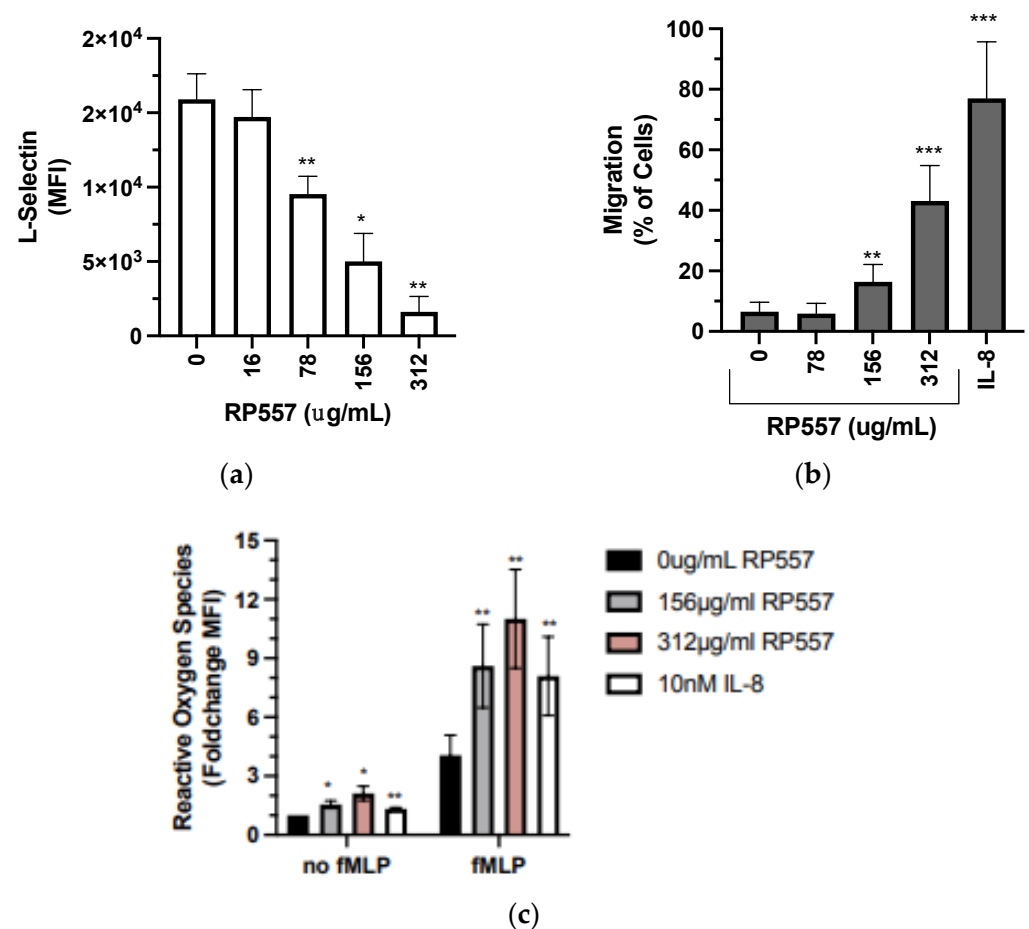 2×10⁴
2×10⁴
1×10⁴
5×10³
0
L-Selectin
(MFI)
**
*
**
0
16
78
156
312
RP557 (ug/mL)
(a)
100
80
60
40
20
0
Migration
(% of Cells)
**
***
***
0
78
156
312
IL-8
RP557 (ug/mL)
(b)
15
12
9
6
3
0
Reactive Oxygen Species
(Foldchange MFI)
*
*
**
**
**
**
no fMLP
fMLP
0ug/mL RP557
156µg/ml RP557
312µg/ml RP557
10nM IL-8
(c)